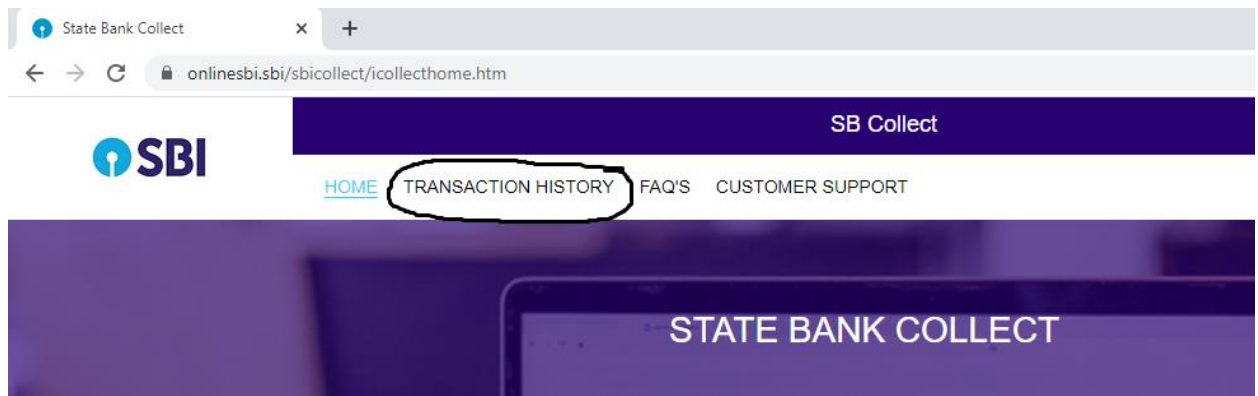 State Bank Collect
onlinesbi.sbi/sbicollect/icollecthome.htm
SB Collect
SBI
HOME TRANSACTION HISTORY FAQ'S CUSTOMER SUPPORT
STATE BANK COLLECT